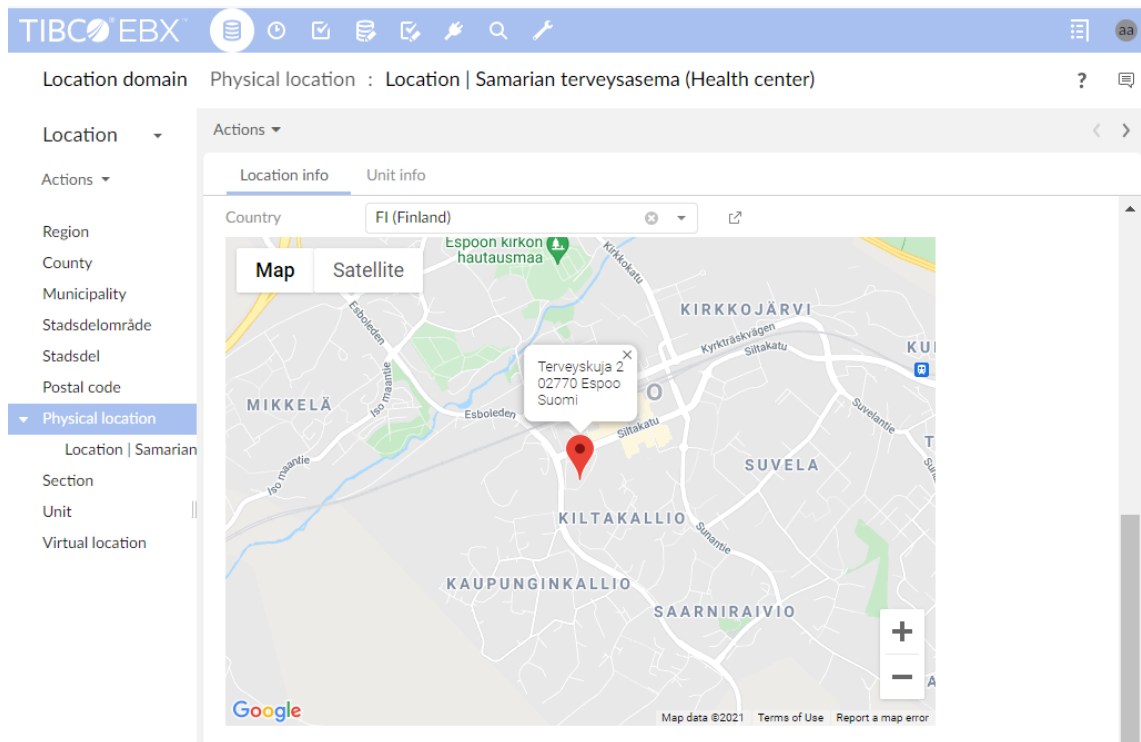 TIBCO EBX™
aa
Location domain Physical location : Location | Samarian terveysasema (Health center) ?
Location
Actions
Region
County
Municipality
Stadsdelområde
Stadsdel
Postal code
Physical location
Location | Samarian
Section
Unit
Virtual location
Actions
Location info Unit info
Country FI (Finland)
Map Satellite
Espoon kirkon
hautausmaa
Kirkkokatu
Esboleden
KIRKKOJÄRVI
Kyrkträskvägen
Siltakatu
KUI
Terveyskuja 2
02770 Espoo
Suomi
O
Iso maantie
MIKKELÄ
Esboleden
Siltakatu
Suvelantie
T
Iso maantie
SUVELA
KILTAKALLIO
Sunantie
KAUPUNGINKALLIO
SAARNIRAIVIO
A
Google
Map data ©2021 Terms of Use Report a map error